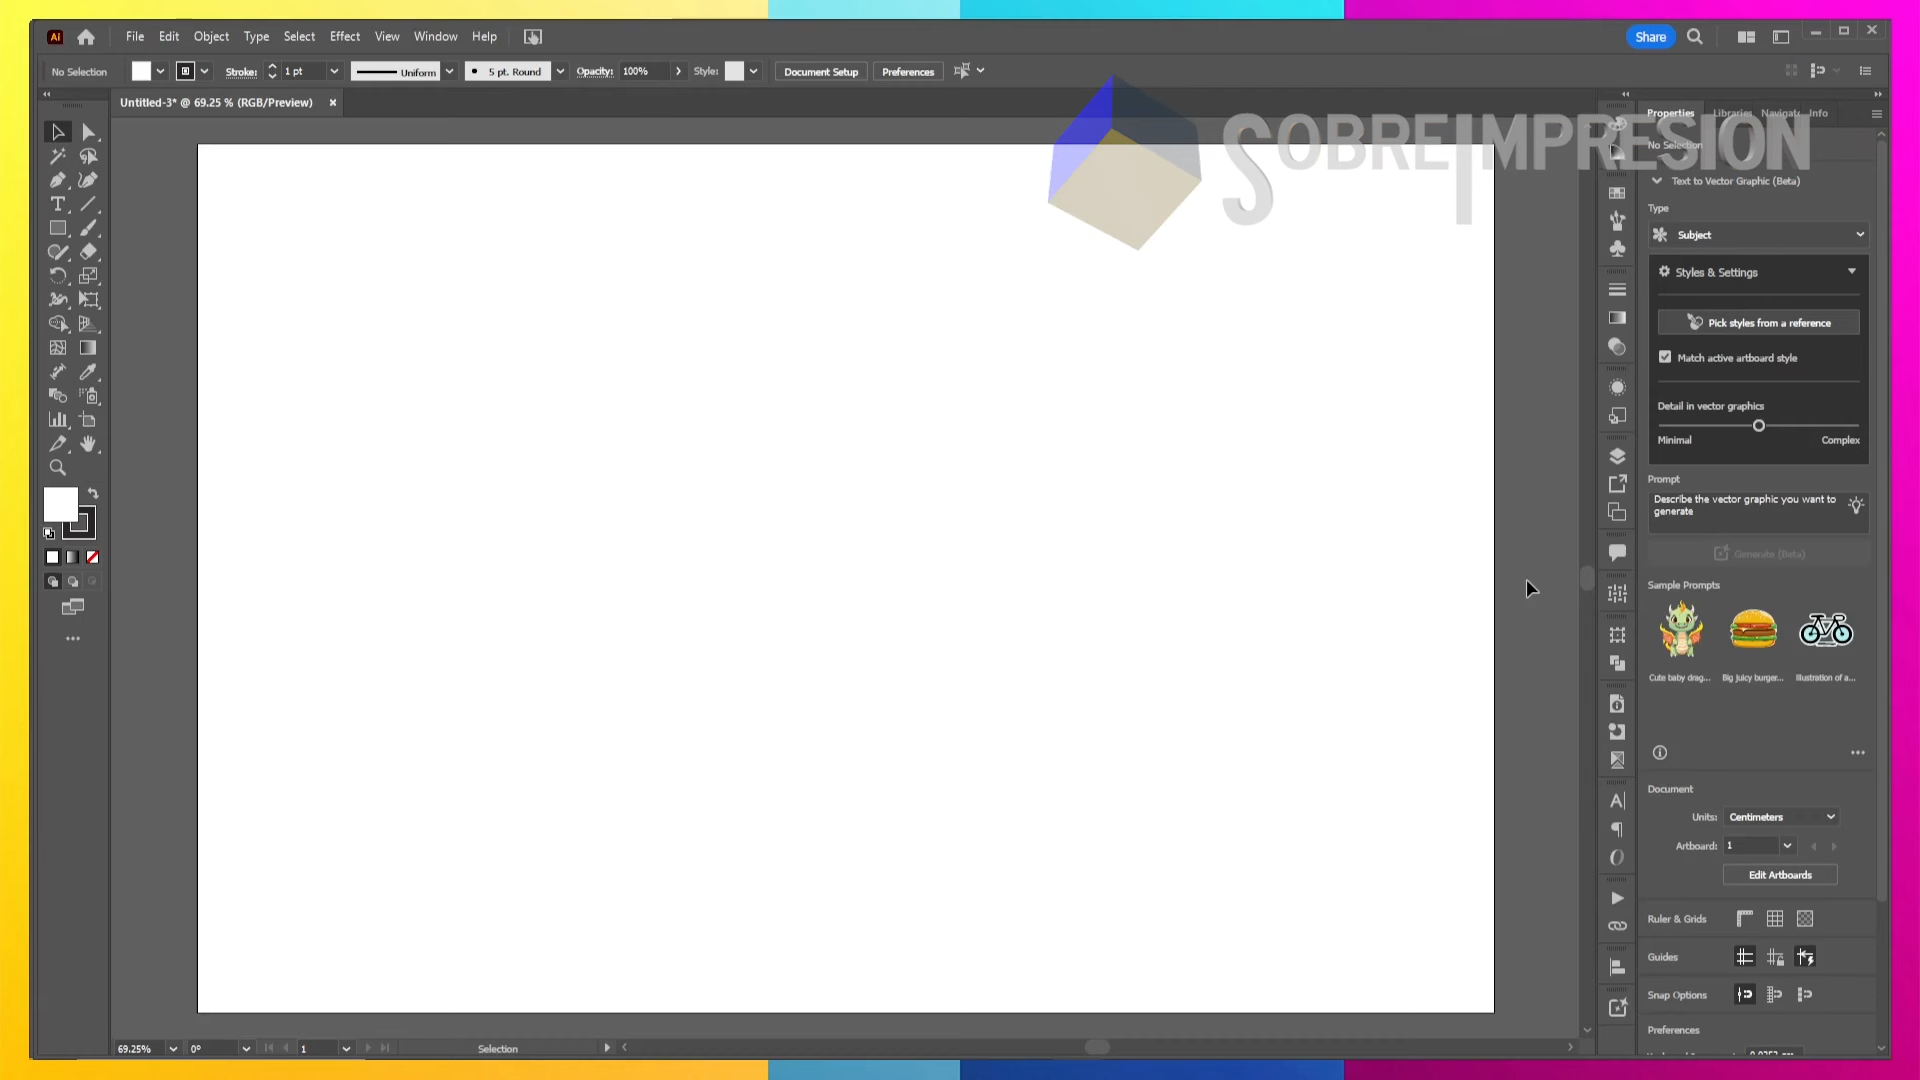 Ai
File Edit Object Type Select Effect View Window Help
Share
No Selection
Stroke: 1 pt
Uniform
5 pt. Round
Opacity: 100%
Style:
Document Setup
Preferences
Untitled-3* @ 69.25 % (RGB/Preview)
SOBREIMPRESION
Properties Libraries Navigatc Info
No Selection
Text to Vector Graphic (Beta)
Type
Subject
Styles & Settings
Pick styles from a reference
Match active artboard style
Detail in vector graphics
Minimal Complex
Prompt
Describe the vector graphic you want to
generate
Generate (Beta)
Sample Prompts
Cute baby drag... Big juicy burger... Illustration of a...
Document
Units: Centimeters
Artboard: 1
Edit Artboards
Ruler & Grids
Guides
Snap Options
Preferences
69.25% 0° 1 Selection